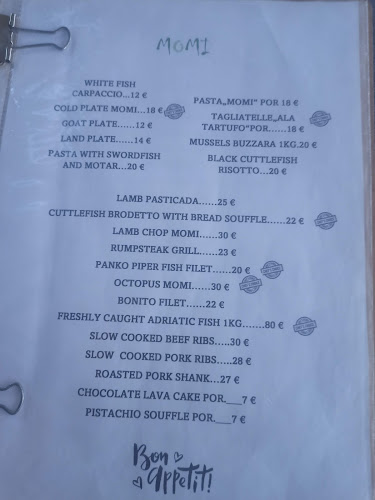 MOMI
WHITE FISH
CARPACCIO...12 €
COLD PLATE MOMI...18 €
GOAT PLATE......12 €
LAND PLATE......14 €
PASTA WITH SWORDFISH
AND MOTAR...20 €
PASTA„MOMI" POR 18 €
TAGLIATELLE„ALA
TARTUFO"POR......18 €
MUSSELS BUZZARA 1KG.20 €
BLACK CUTTLEFISH
RISOTTO...20 €
LAMB PASTICADA......25 €
CUTTLEFISH BRODETTO WITH BREAD SOUFFLE......22 €
LAMB CHOP MOMI......30 €
RUMPSTEAK GRILL......23 €
PANKO PIPER FISH FILET......20 €
OCTOPUS MOMI......30 €
BONITO FILET......22 €
FRESHLY CAUGHT ADRIATIC FISH 1KG.......80 €
SLOW COOKED BEEF RIBS.....30 €
SLOW COOKED PORK RIBS.....28 €
ROASTED PORK SHANK...27 €
CHOCOLATE LAVA CAKE POR.___7 €
PISTACHIO SOUFFLE POR.___7 €
Bon
Appetit!